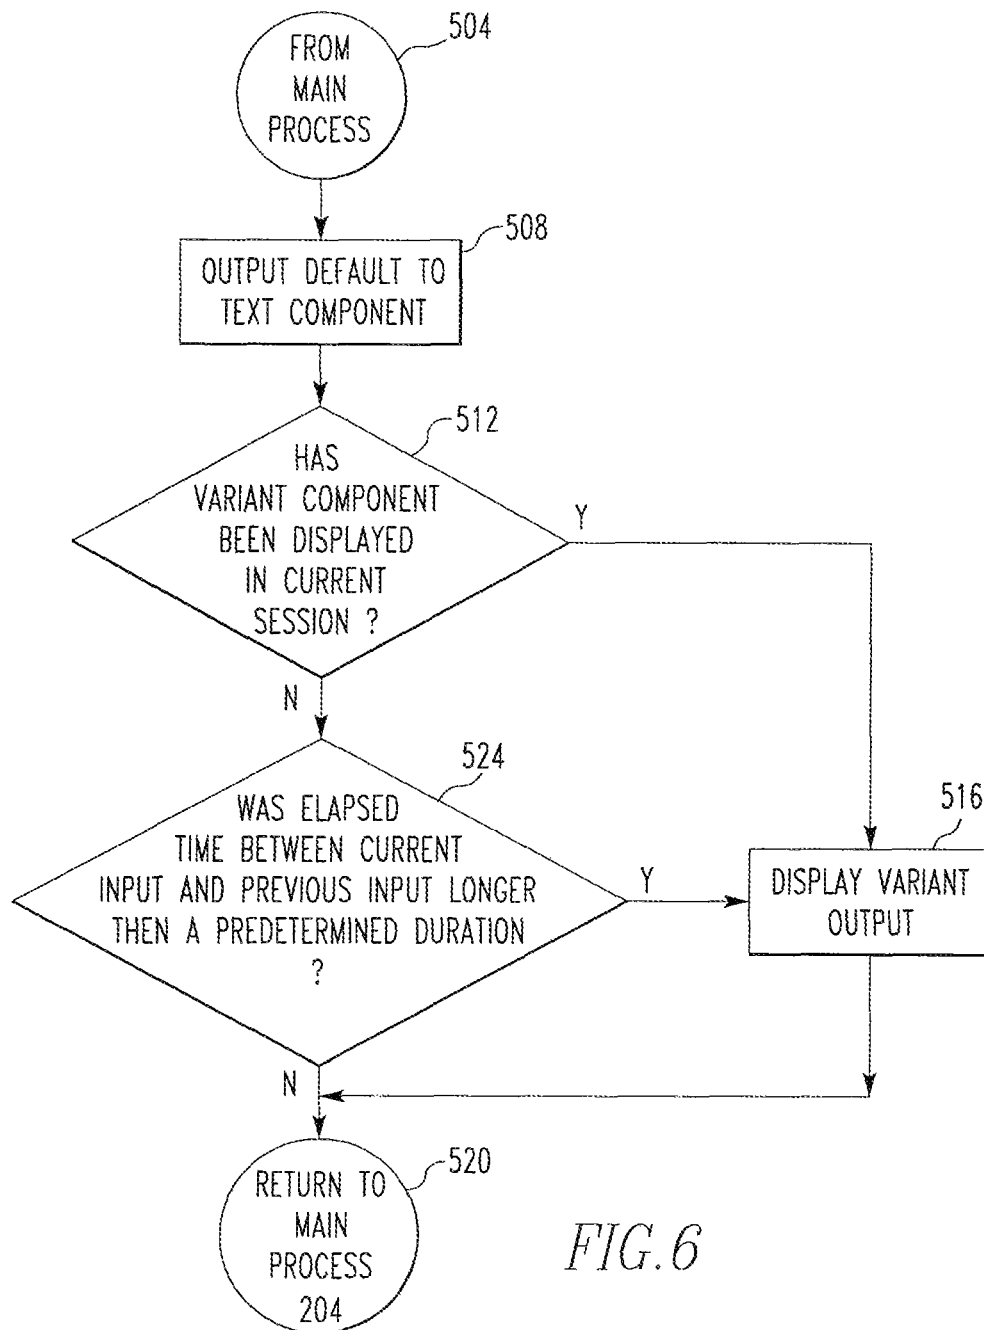 504
FROM
MAIN
PROCESS
508
OUTPUT DEFAULT TO
TEXT COMPONENT
512
HAS
VARIANT COMPONENT
BEEN DISPLAYED
IN CURRENT
SESSION ?
Y
N
524
WAS ELAPSED
TIME BETWEEN CURRENT
INPUT AND PREVIOUS INPUT LONGER
THEN A PREDETERMINED DURATION
?
Y
516
DISPLAY VARIANT
OUTPUT
N
520
RETURN TO
MAIN
PROCESS
204
FIG.6